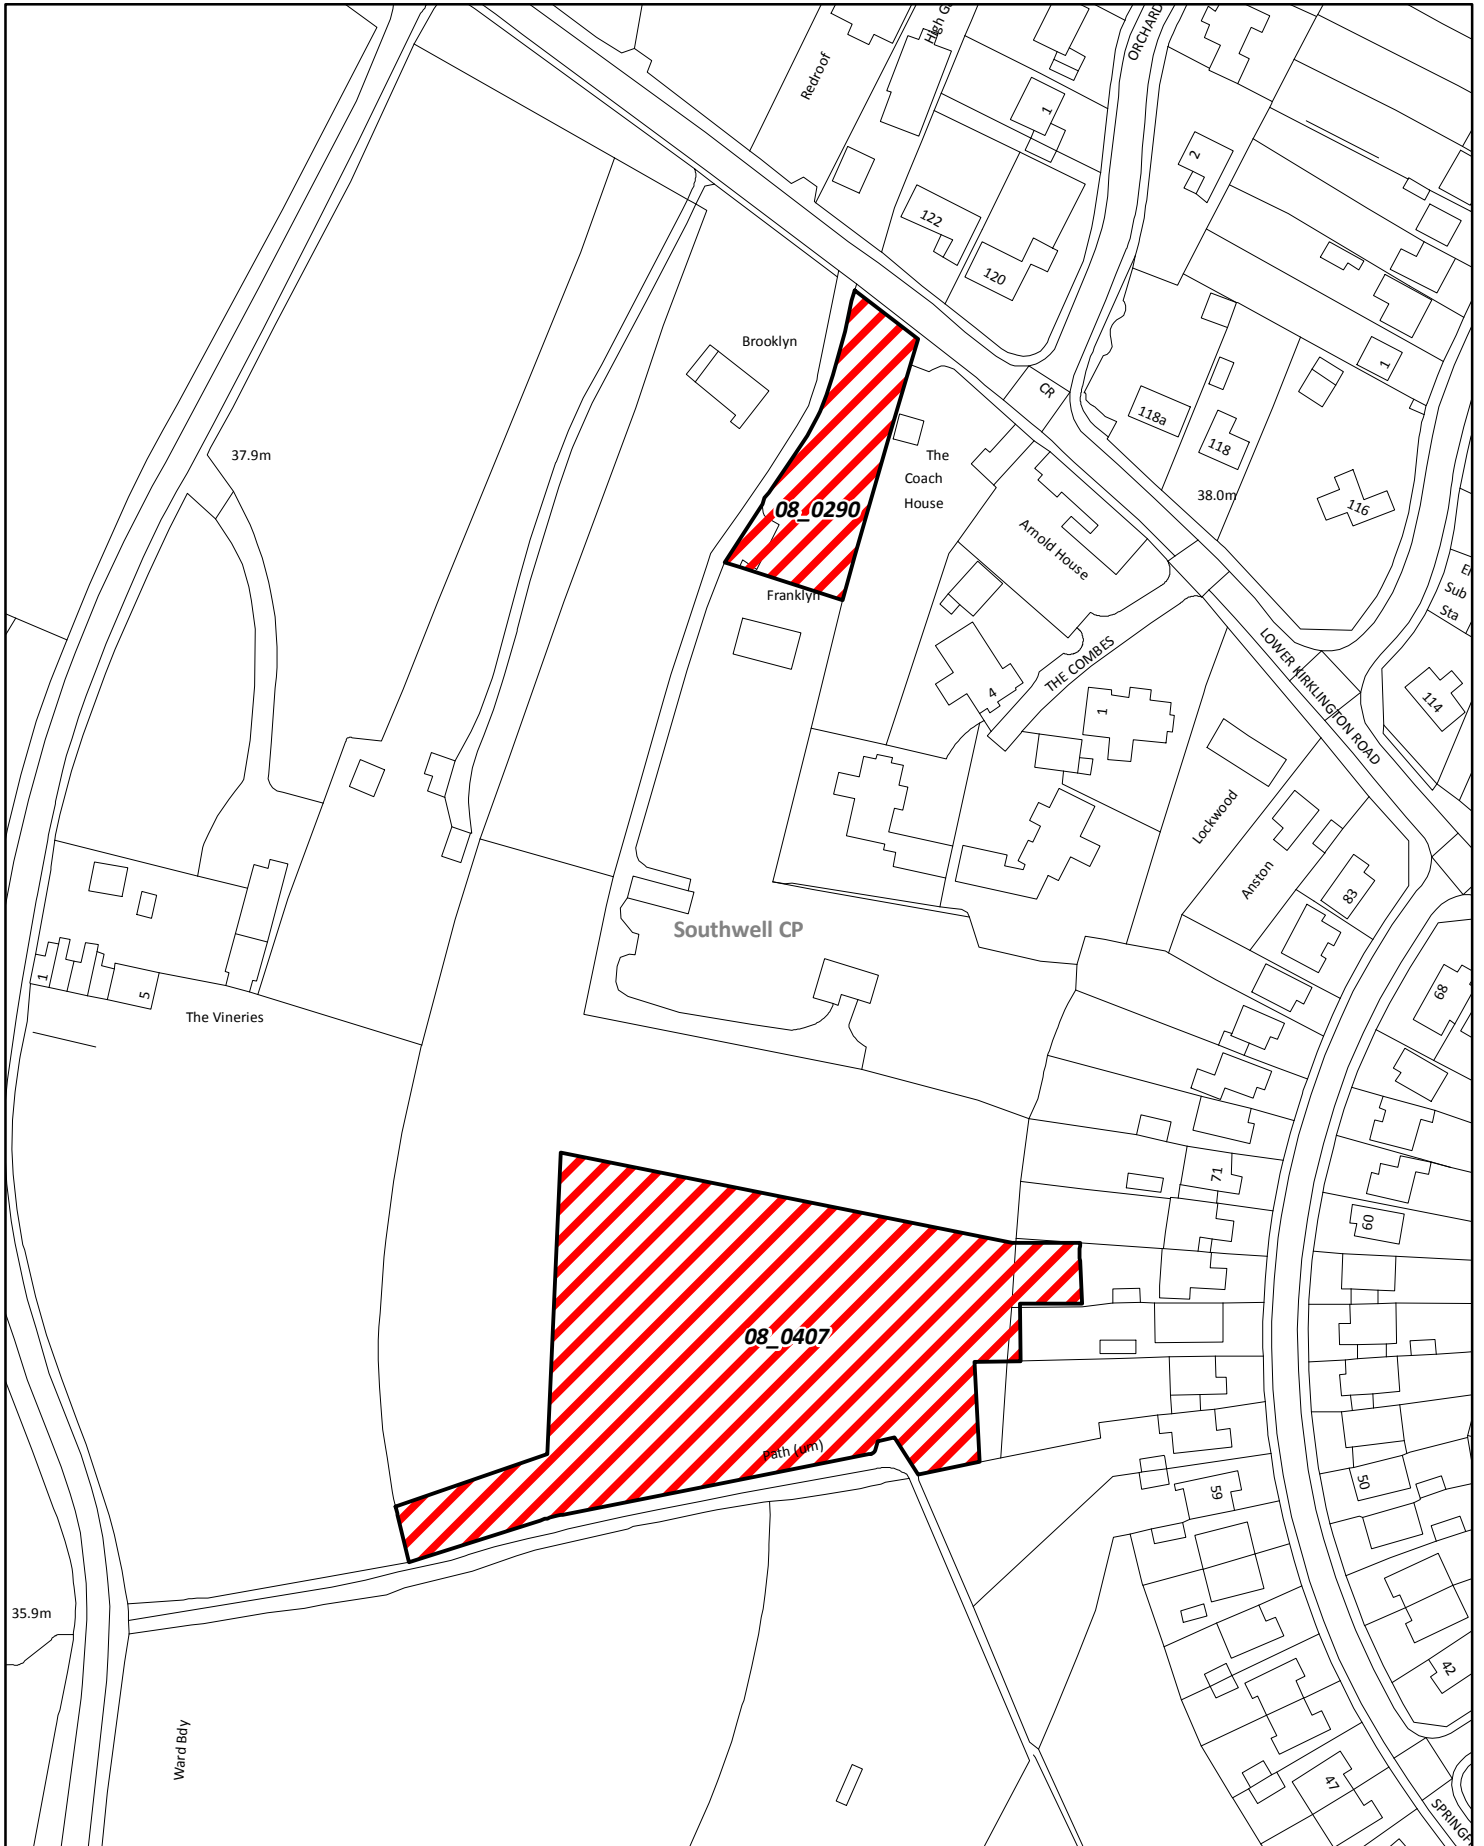 ORCHARD
Redroof
1
2
122
120
Brooklyn
CR
1
118a
118
37.9m
The
Coach
House
38.0m
116
08_0290
Arnold House
Sub
Sta
Franklyn
THE COMBES
LOWER KIRKLINGTON ROAD
4
1
114
Lockwood
Anston
83
Southwell CP
1
5
68
The Vineries
71
60
08_0407
Path (um)
59
50
35.9m
42
Ward Bdy
47